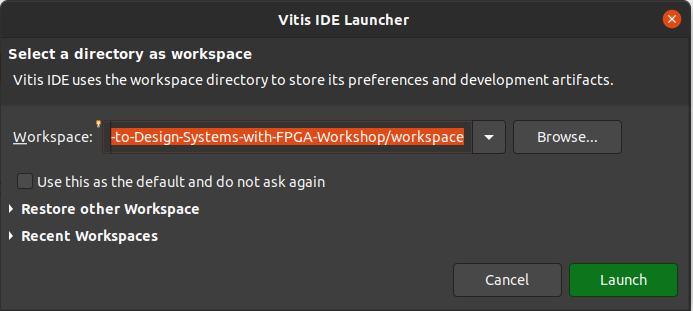 Vitis IDE Launcher
Select a directory as workspace
Vitis IDE uses the workspace directory to store its preferences and development artifacts.
Workspace: -to-Design-Systems-with-FPGA-Workshop/workspace Browse...
Use this as the default and do not ask again
Restore other Workspace
Recent Workspaces
Cancel Launch